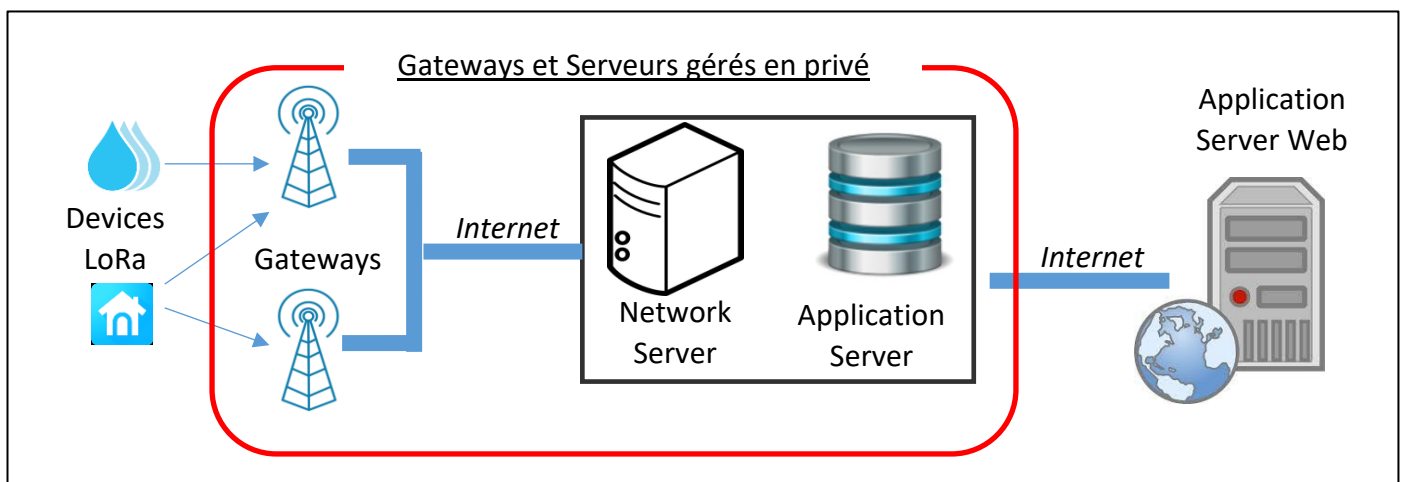 Gateways et Serveurs gérés en privé
Devices
LoRa
Gateways
Internet
Network
Server
Application
Server
Internet
Application
Server Web